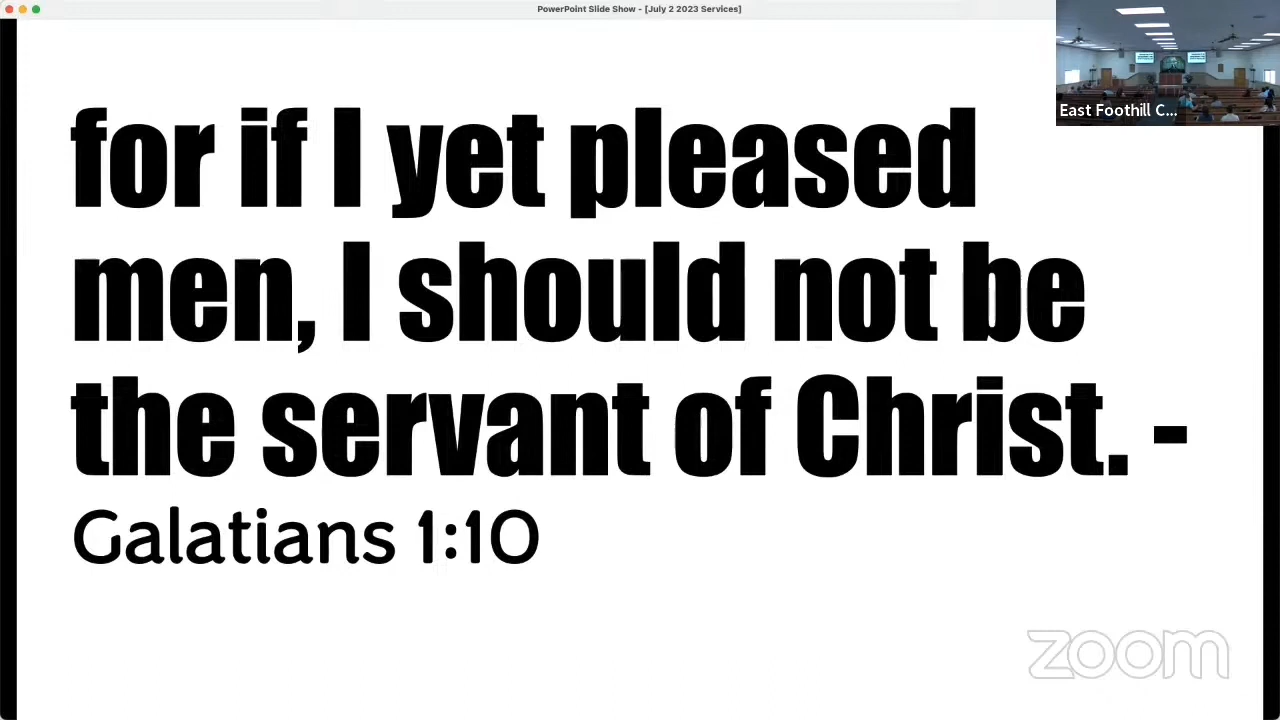 PowerPoint Slide Show - [July 2 2023 Services]
East Foothill C...
for if I yet pleased
men, I should not be
the servant of Christ. -
Galatians 1:10
zoom